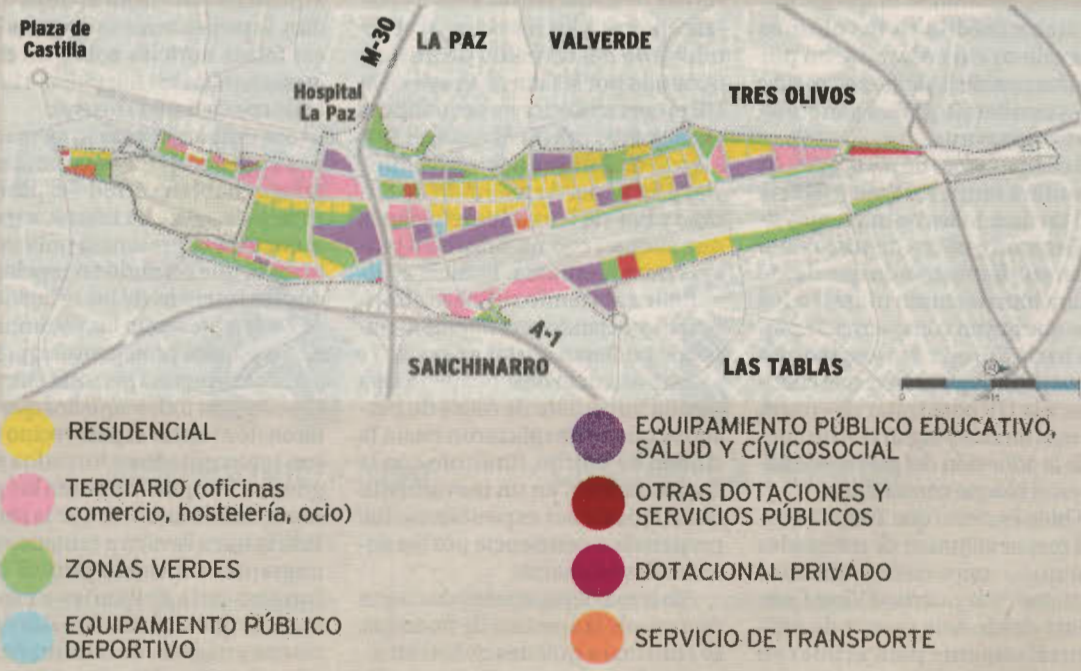 Plaza de
Castilla
M-30
LA PAZ
VALVERDE
Hospital
La Paz
TRES OLIVOS
A-1
SANCHINARRO
LAS TABLAS
0
RESIDENCIAL
TERCIARIO (oficinas
comercio, hostelería, ocio)
ZONAS VERDES
EQUIPAMIENTO PÚBLICO
DEPORTIVO
EQUIPAMIENTO PÚBLICO EDUCATIVO,
SALUD Y CÍVICOSOCIAL
OTRAS DOTACIONES Y
SERVICIOS PÚBLICOS
DOTACIONAL PRIVADO
SERVICIO DE TRANSPORTE